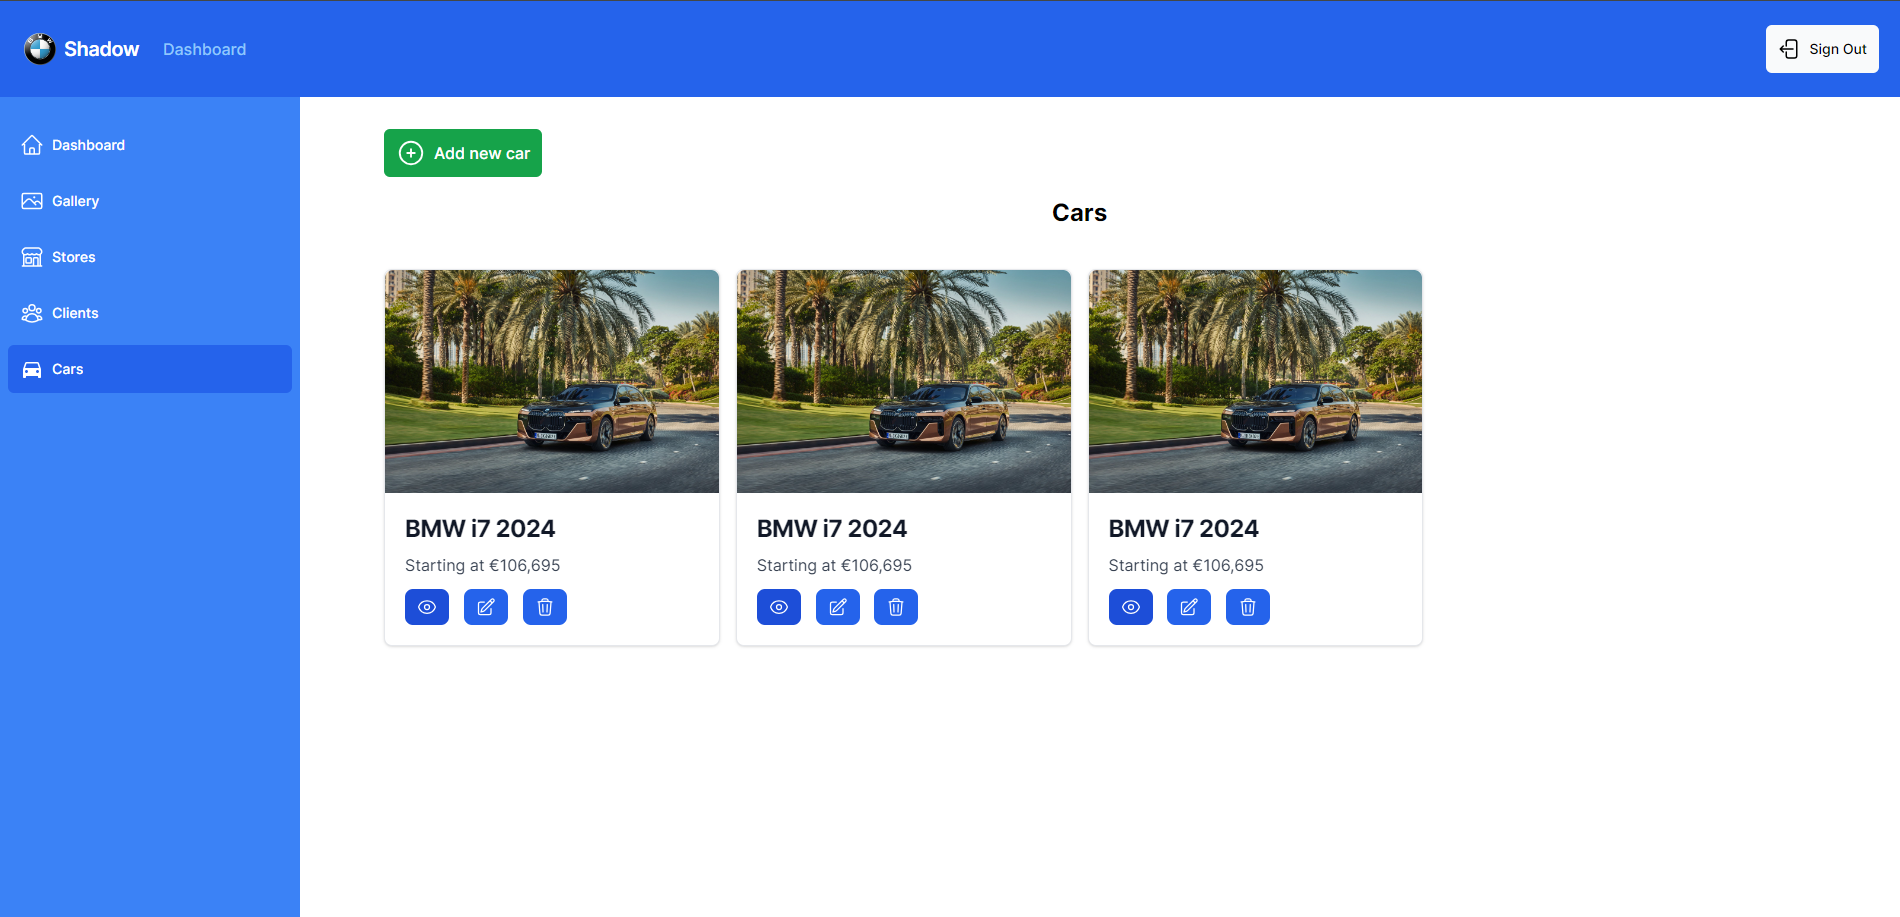 Shadow
Dashboard
Sign Out
Dashboard
Gallery
Stores
Clients
Cars
Add new car
Cars
BMW i7 2024
Starting at €106,695
BMW i7 2024
Starting at €106,695
BMW i7 2024
Starting at €106,695